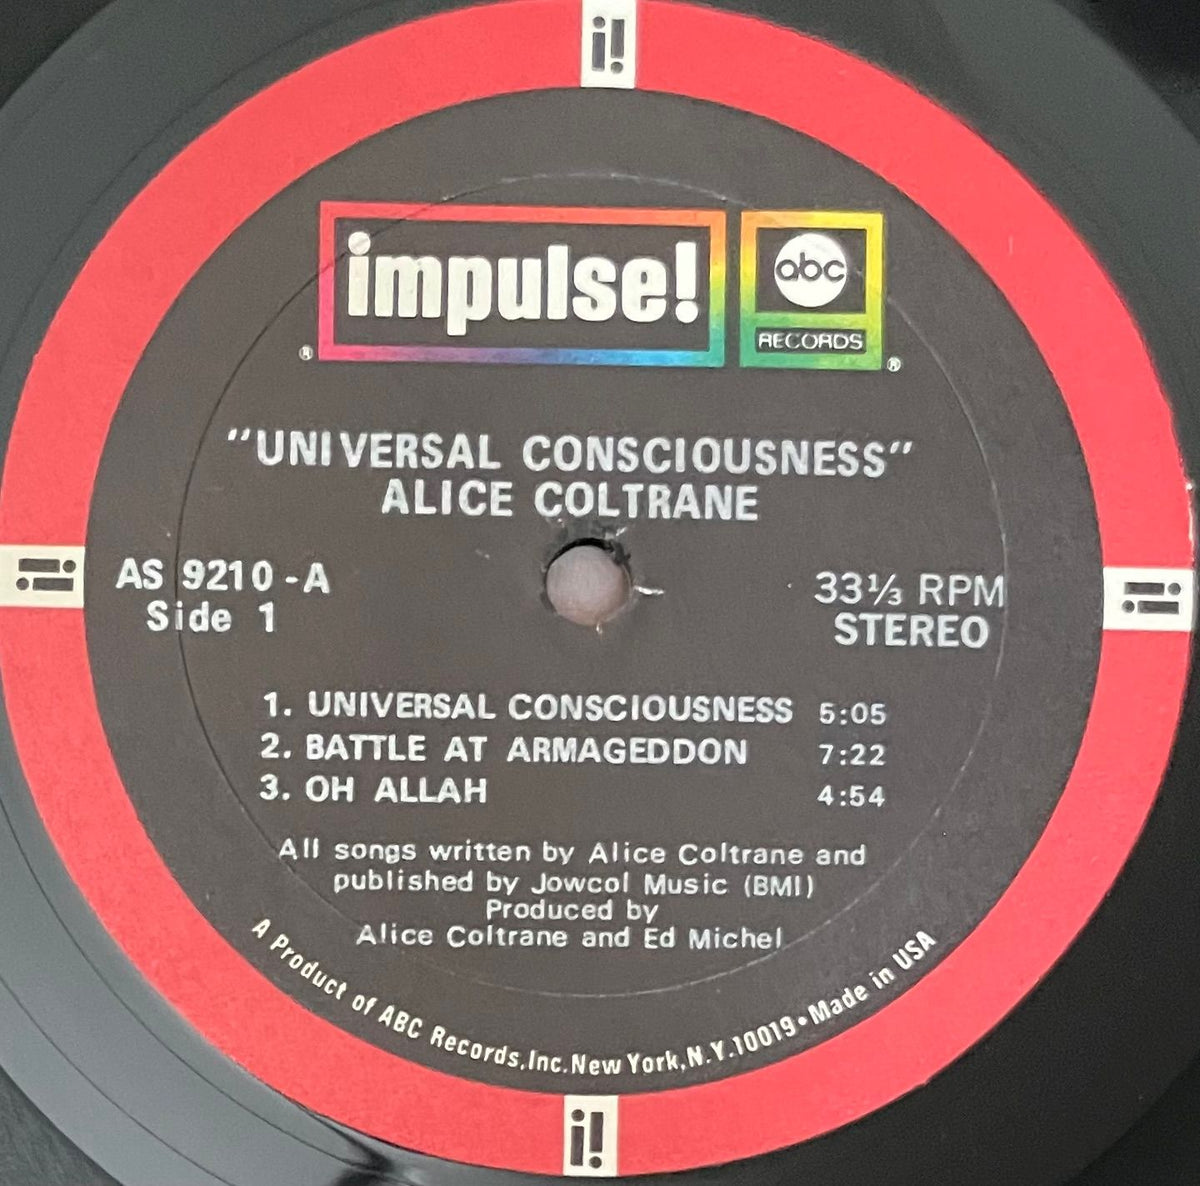 i!
impulse!
abc
RECORDS
® ®
"UNIVERSAL CONSCIOUSNESS"
ALICE COLTRANE
i!
AS 9210 - A
Side 1
33⅓ RPM
STEREO
i!
1. UNIVERSAL CONSCIOUSNESS 5:05
2. BATTLE AT ARMAGEDDON 7:22
3. OH ALLAH 4:54
All songs written by Alice Coltrane and
published by Jowcol Music (BMI)
Produced by
Alice Coltrane and Ed Michel
A Product of ABC Records, Inc. New York, N.Y. 10019 • Made in USA
i!